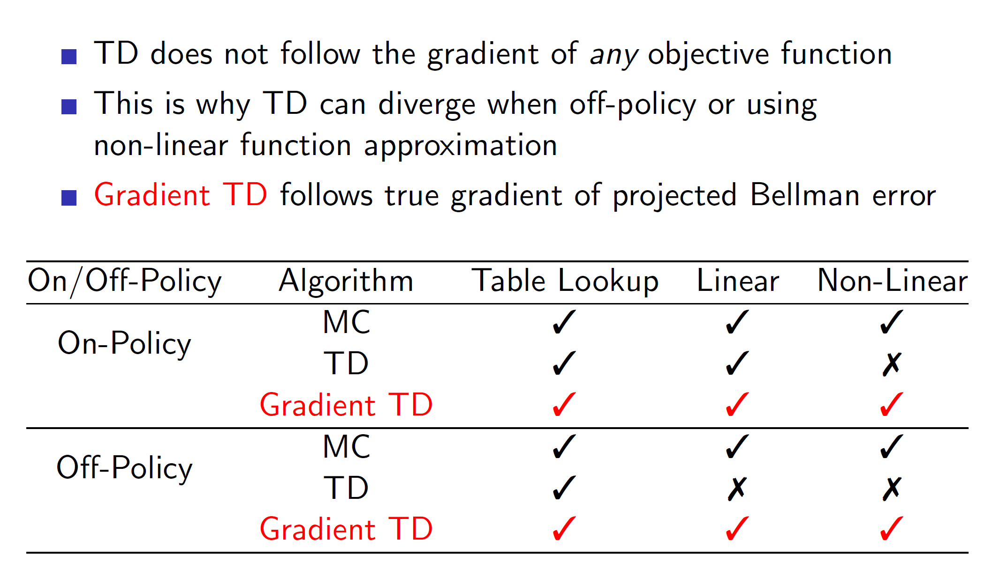 TD does not follow the gradient of any objective function
This is why TD can diverge when off-policy or using
non-linear function approximation
Gradient TD follows true gradient of projected Bellman error
On/Off-Policy Algorithm Table Lookup Linear Non-Linear
MC ✓ ✓ ✓
On-Policy
TD ✓ ✓ ✗
Gradient TD ✓ ✓ ✓
MC ✓ ✓ ✓
Off-Policy
TD ✓ ✗ ✗
Gradient TD ✓ ✓ ✓